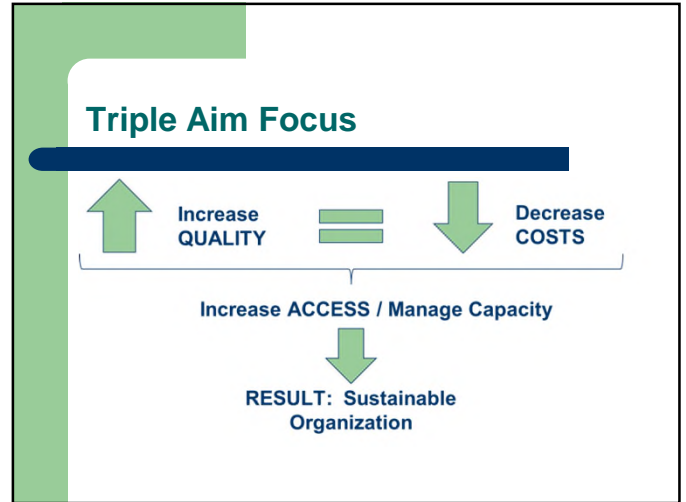 Triple Aim Focus
Increase
QUALITY
Decrease
COSTS
Increase ACCESS / Manage Capacity
RESULT: Sustainable
Organization